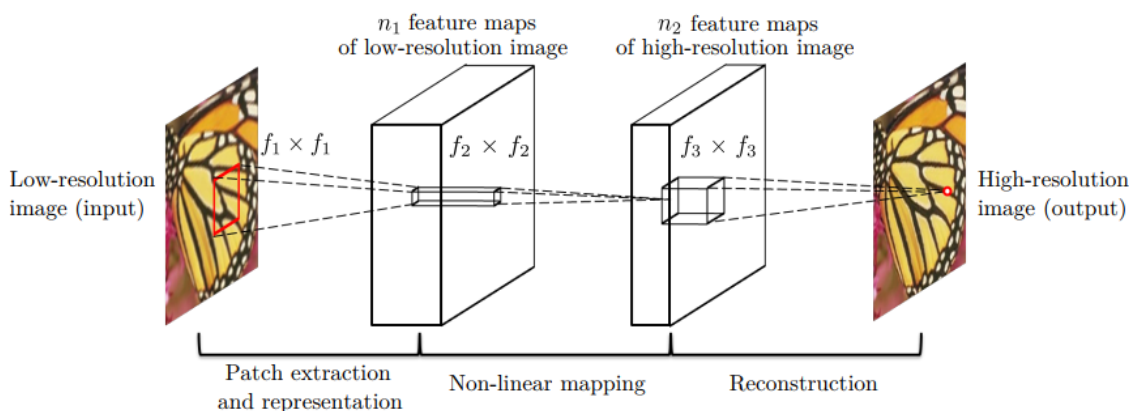 n₁ feature maps
of low-resolution image
n₂ feature maps
of high-resolution image
f₁ × f₁
f₂ × f₂
f₃ × f₃
Low-resolution
image (input)
High-resolution
image (output)
Patch extraction
and representation
Non-linear mapping
Reconstruction